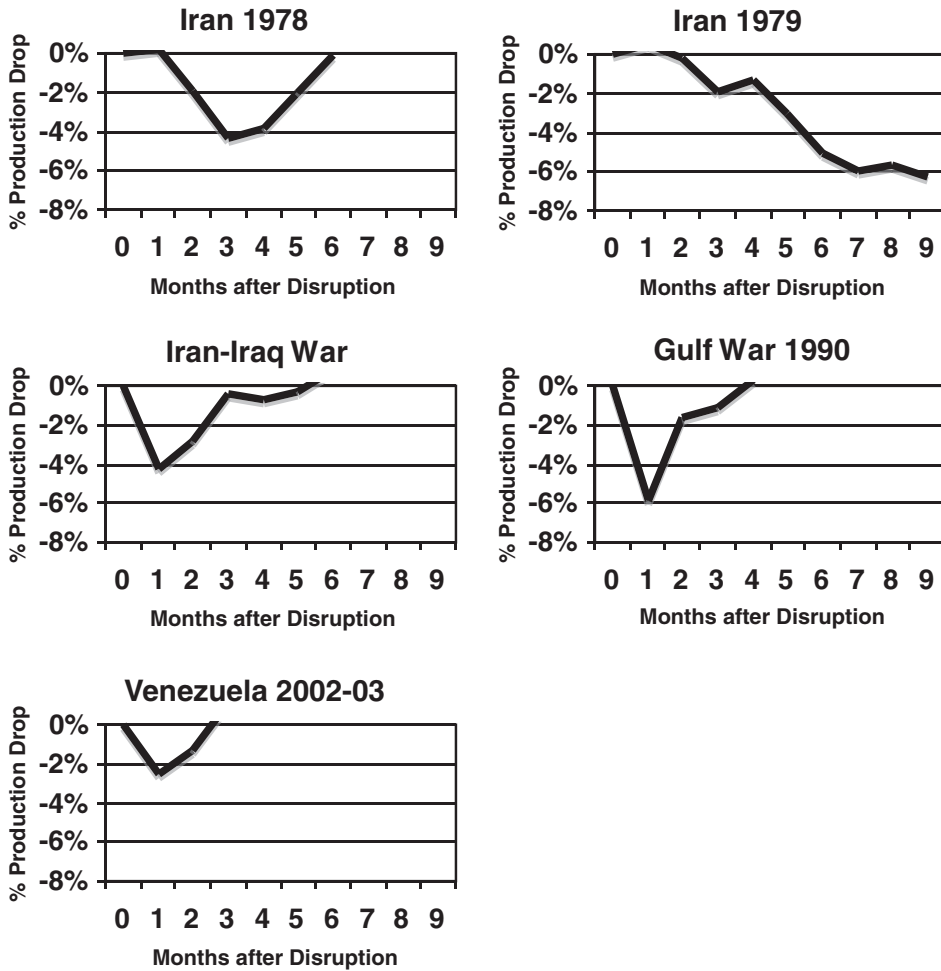 Iran 1978
% Production Drop
0%
-2%
-4%
-6%
-8%
0 1 2 3 4 5 6 7 8 9
Months after Disruption
Iran 1979
% Production Drop
0%
-2%
-4%
-6%
-8%
0 1 2 3 4 5 6 7 8 9
Months after Disruption
Iran-Iraq War
% Production Drop
0%
-2%
-4%
-6%
-8%
0 1 2 3 4 5 6 7 8 9
Months after Disruption
Gulf War 1990
% Production Drop
0%
-2%
-4%
-6%
-8%
0 1 2 3 4 5 6 7 8 9
Months after Disruption
Venezuela 2002-03
% Production Drop
0%
-2%
-4%
-6%
-8%
0 1 2 3 4 5 6 7 8 9
Months after Disruption